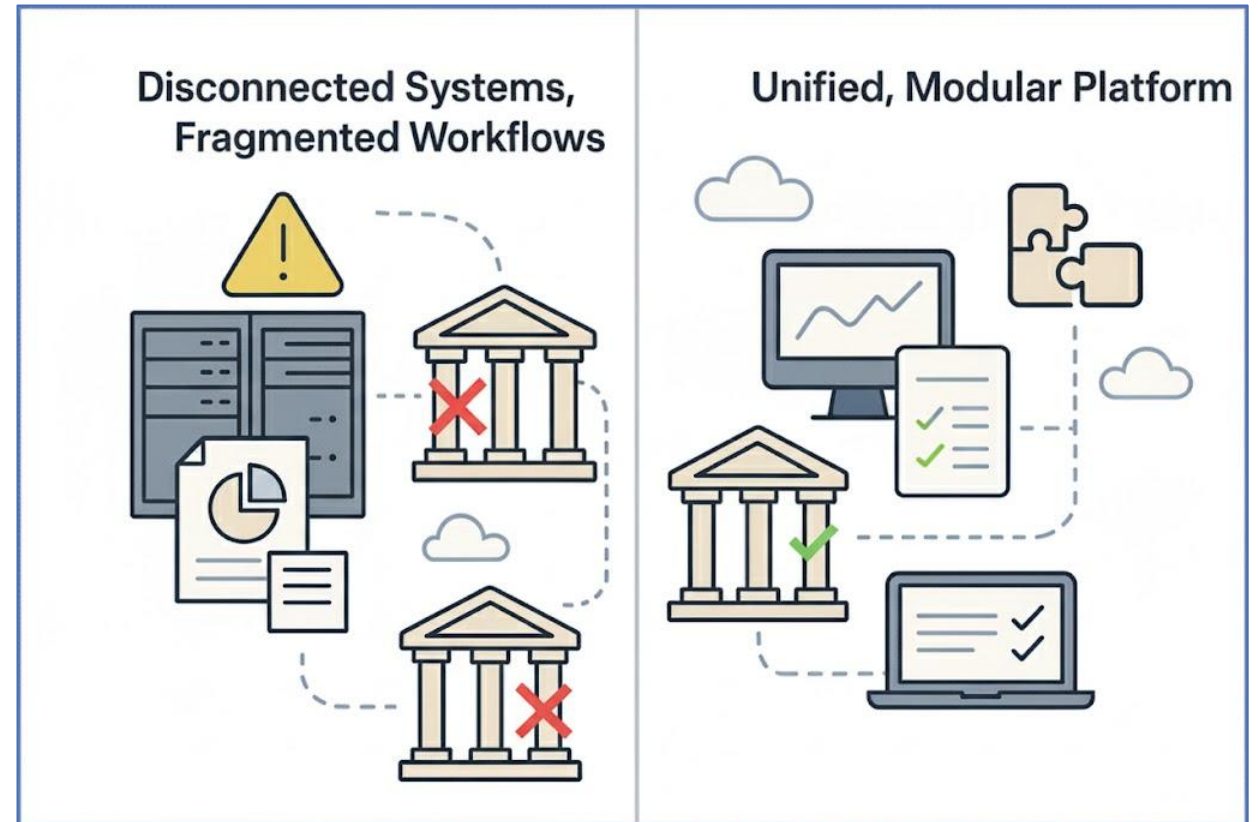 Disconnected Systems,
Fragmented Workflows
Unified, Modular Platform